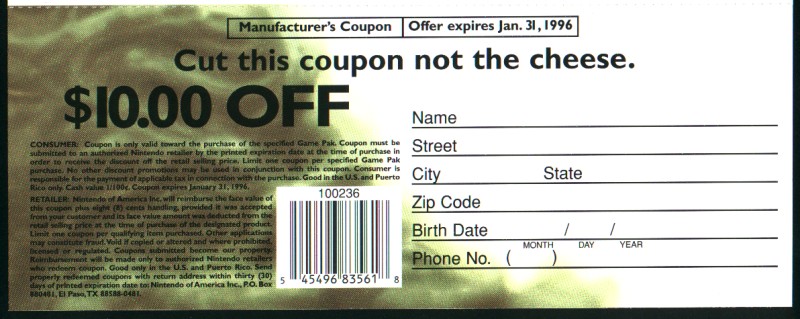 Manufacturer's Coupon Offer expires Jan. 31, 1996
Cut this coupon not the cheese.
$10.00 OFF
CONSUMER: Coupon is only valid toward the purchase of the specified Game Pak. Coupon must be
submitted to an authorized Nintendo retailer by the printed expiration date at the time of purchase in
order to receive the discount off the retail selling price. Limit one coupon per specified Game Pak
purchase. No other discount promotions may be used in conjunction with this coupon. Consumer is
responsible for the payment of applicable tax in connection with the purchase. Good in the U.S. and Puerto
Rico only. Cash value 1/100¢. Coupon expires January 31, 1996.
RETAILER: Nintendo of America Inc. will reimburse the face value of
this coupon plus eight (8) cents handling, provided it was accepted
from your customer and its face value amount was deducted from the
retail selling price at the time of purchase of the designated product.
Limit one coupon per qualifying item purchased. Other applications
may constitute fraud. Void if copied or altered and where prohibited,
licensed or regulated. Coupons submitted become our property.
Reimbursement will be made only to authorized Nintendo retailers
who redeem coupon. Good only in the U.S. and Puerto Rico. Send
properly redeemed coupons with return address within thirty (30)
days of printed expiration date to: Nintendo of America Inc., P.O. Box
880481, El Paso, TX 88588-0481.
100236
5 45496 83561 8
Name
Street
City State
Zip Code
Birth Date / /
MONTH DAY YEAR
Phone No. ( )